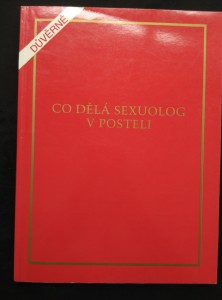 DŮVĚRNÉ
CO DĚLÁ SEXUOLOG
V POSTELI